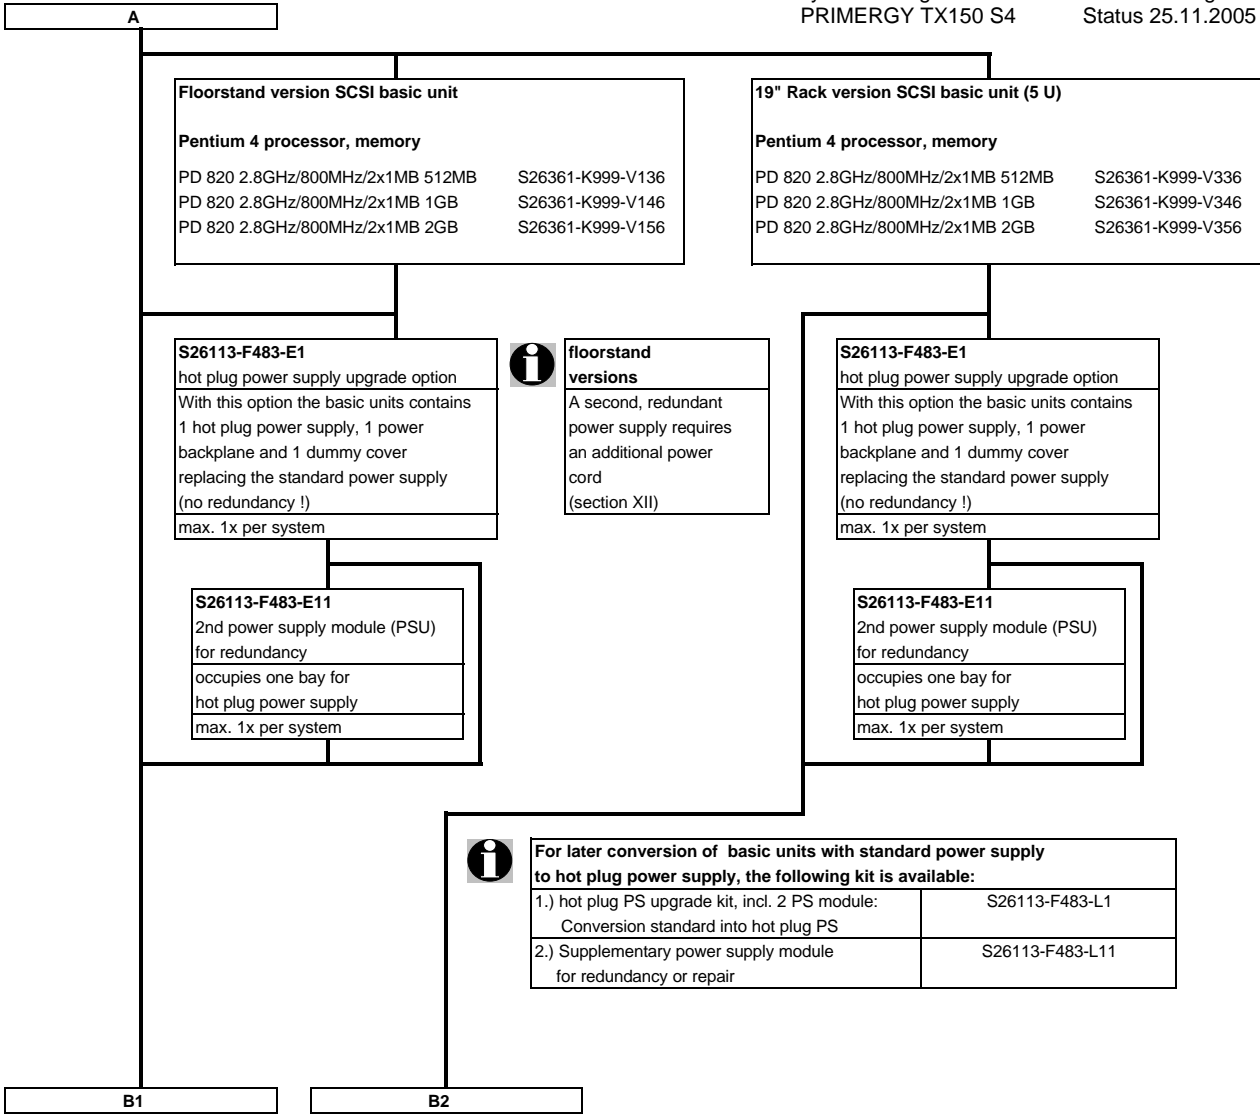 PRIMERGY TX150 S4 Status 25.11.2005
A
Floorstand version SCSI basic unit
Pentium 4 processor, memory
PD 820 2.8GHz/800MHz/2x1MB 512MB S26361-K999-V136
PD 820 2.8GHz/800MHz/2x1MB 1GB S26361-K999-V146
PD 820 2.8GHz/800MHz/2x1MB 2GB S26361-K999-V156
19" Rack version SCSI basic unit (5 U)
Pentium 4 processor, memory
PD 820 2.8GHz/800MHz/2x1MB 512MB S26361-K999-V336
PD 820 2.8GHz/800MHz/2x1MB 1GB S26361-K999-V346
PD 820 2.8GHz/800MHz/2x1MB 2GB S26361-K999-V356
S26113-F483-E1
hot plug power supply upgrade option
With this option the basic units contains
1 hot plug power supply, 1 power
backplane and 1 dummy cover
replacing the standard power supply
(no redundancy !)
max. 1x per system
floorstand
versions
A second, redundant
power supply requires
an additional power
cord
(section XII)
S26113-F483-E1
hot plug power supply upgrade option
With this option the basic units contains
1 hot plug power supply, 1 power
backplane and 1 dummy cover
replacing the standard power supply
(no redundancy !)
max. 1x per system
S26113-F483-E11
2nd power supply module (PSU)
for redundancy
occupies one bay for
hot plug power supply
max. 1x per system
S26113-F483-E11
2nd power supply module (PSU)
for redundancy
occupies one bay for
hot plug power supply
max. 1x per system
For later conversion of basic units with standard power supply
to hot plug power supply, the following kit is available:
1.) hot plug PS upgrade kit, incl. 2 PS module: S26113-F483-L1
Conversion standard into hot plug PS
2.) Supplementary power supply module S26113-F483-L11
for redundancy or repair
B1
B2